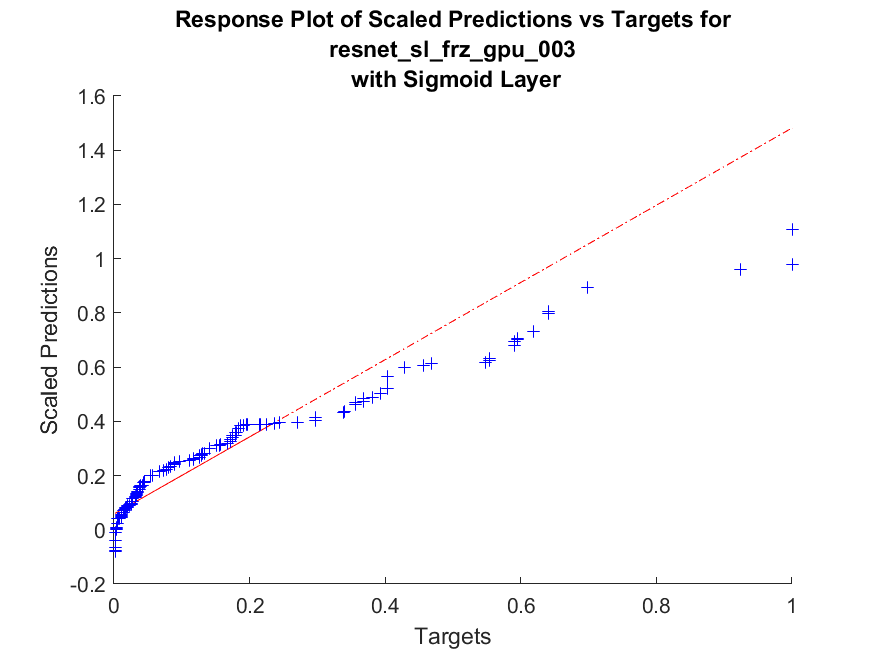 Response Plot of Scaled Predictions vs Targets for
resnet_sl_frz_gpu_003
with Sigmoid Layer
1.6
1.4
1.2
1
0.8
0.6
0.4
0.2
0
-0.2
Scaled Predictions
0 0.2 0.4 0.6 0.8 1
Targets